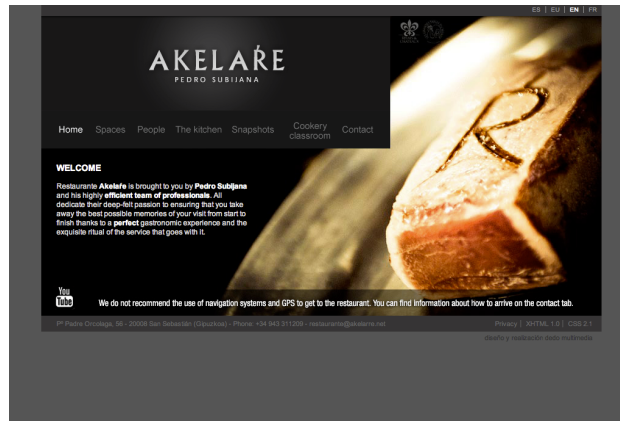 ES | EU | EN | FR
AKELAŔE
PEDRO SUBIJANA
Home Spaces People The kitchen Snapshots Cookery classroom Contact
R
WELCOME
Restaurante Akelaŕe is brought to you by Pedro Subijana
and his highly efficient team of professionals. All
dedicate their deep-felt passion to ensuring that you take
away the best possible memories of your visit from start to
finish thanks to a perfect gastronomic experience and the
exquisite ritual of the service that goes with it.
You
Tube
We do not recommend the use of navigation systems and GPS to get to the restaurant. You can find information about how to arrive on the contact tab.
Pº Padre Orcolaga, 56 - 20008 San Sebastián (Gipuzkoa) - Phone: +34 943 311209 - restaurante@akelarre.net
Privacy | XHTML 1.0 | CSS 2.1
diseño y realización dado multimedia